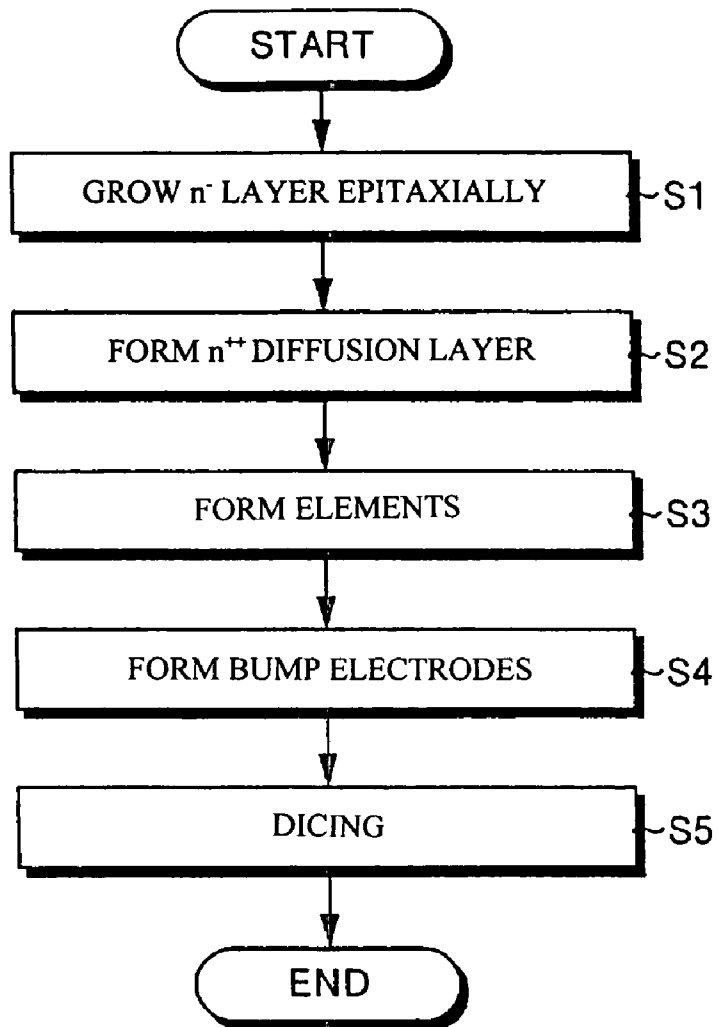 START
GROW n⁻ LAYER EPITAXIALLY
S1
FORM n⁺⁺ DIFFUSION LAYER
S2
FORM ELEMENTS
S3
FORM BUMP ELECTRODES
S4
DICING
S5
END